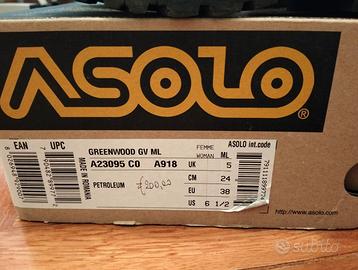 ASOLO®
EAN UPC
GREENWOOD GV ML
A23095 C0 A918
PETROLEUM
€200,00
MADE IN ROMANIA
FEMME
WOMAN ML
UK 5
CM 24
EU 38
US 6 1/2
ASOLO int.code
www.asolo.com
subito